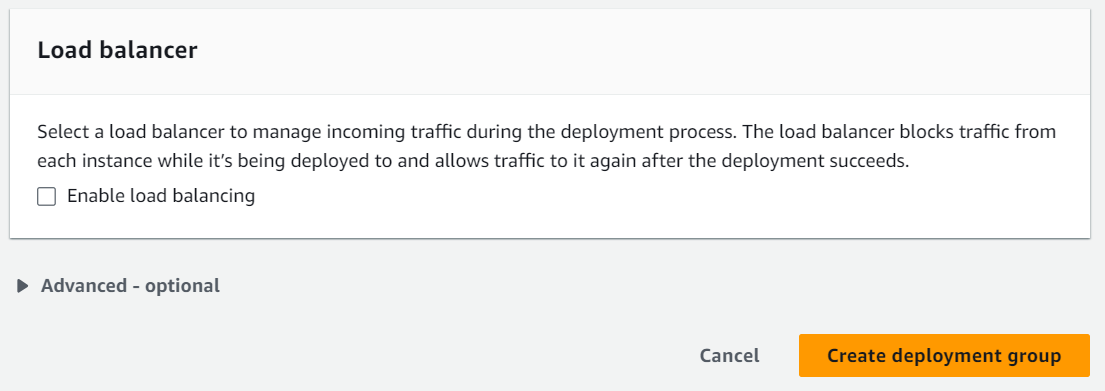 Load balancer
Select a load balancer to manage incoming traffic during the deployment process. The load balancer blocks traffic from
each instance while it’s being deployed to and allows traffic to it again after the deployment succeeds.
Enable load balancing
Advanced - optional
Cancel
Create deployment group